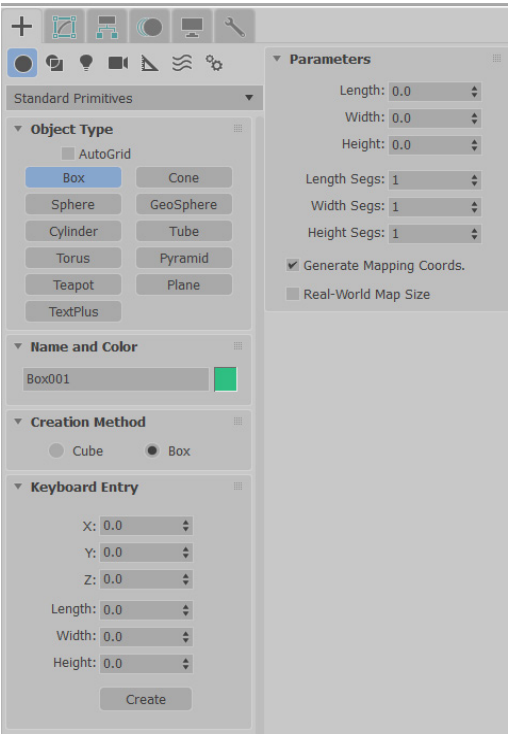 Standard Primitives
Object Type
AutoGrid
Box Cone
Sphere GeoSphere
Cylinder Tube
Torus Pyramid
Teapot Plane
TextPlus
Name and Color
Box001
Creation Method
Cube Box
Keyboard Entry
X: 0.0
Y: 0.0
Z: 0.0
Length: 0.0
Width: 0.0
Height: 0.0
Create
Parameters
Length: 0.0
Width: 0.0
Height: 0.0
Length Segs: 1
Width Segs: 1
Height Segs: 1
Generate Mapping Coords.
Real-World Map Size